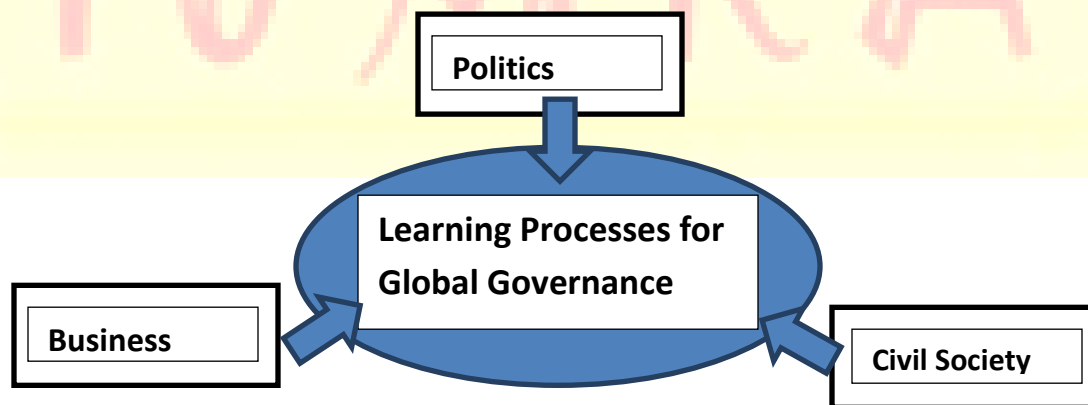 Politics
Learning Processes for
Global Governance
Business
Civil Society